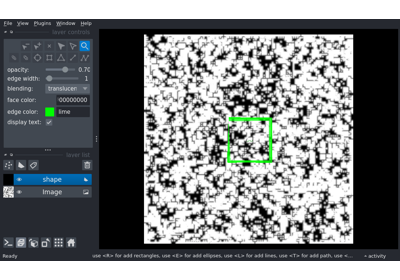 File View Plugins Window Help
layer controls
opacity: 0.70
edge width: 1
blending: translucen
face color: 00000000
edge color: lime
display text:
layer list
shape
Image
Ready
use <R> for add rectangles, use <E> for add ellipses, use <L> for add lines, use <T> for add path, use <...
activity